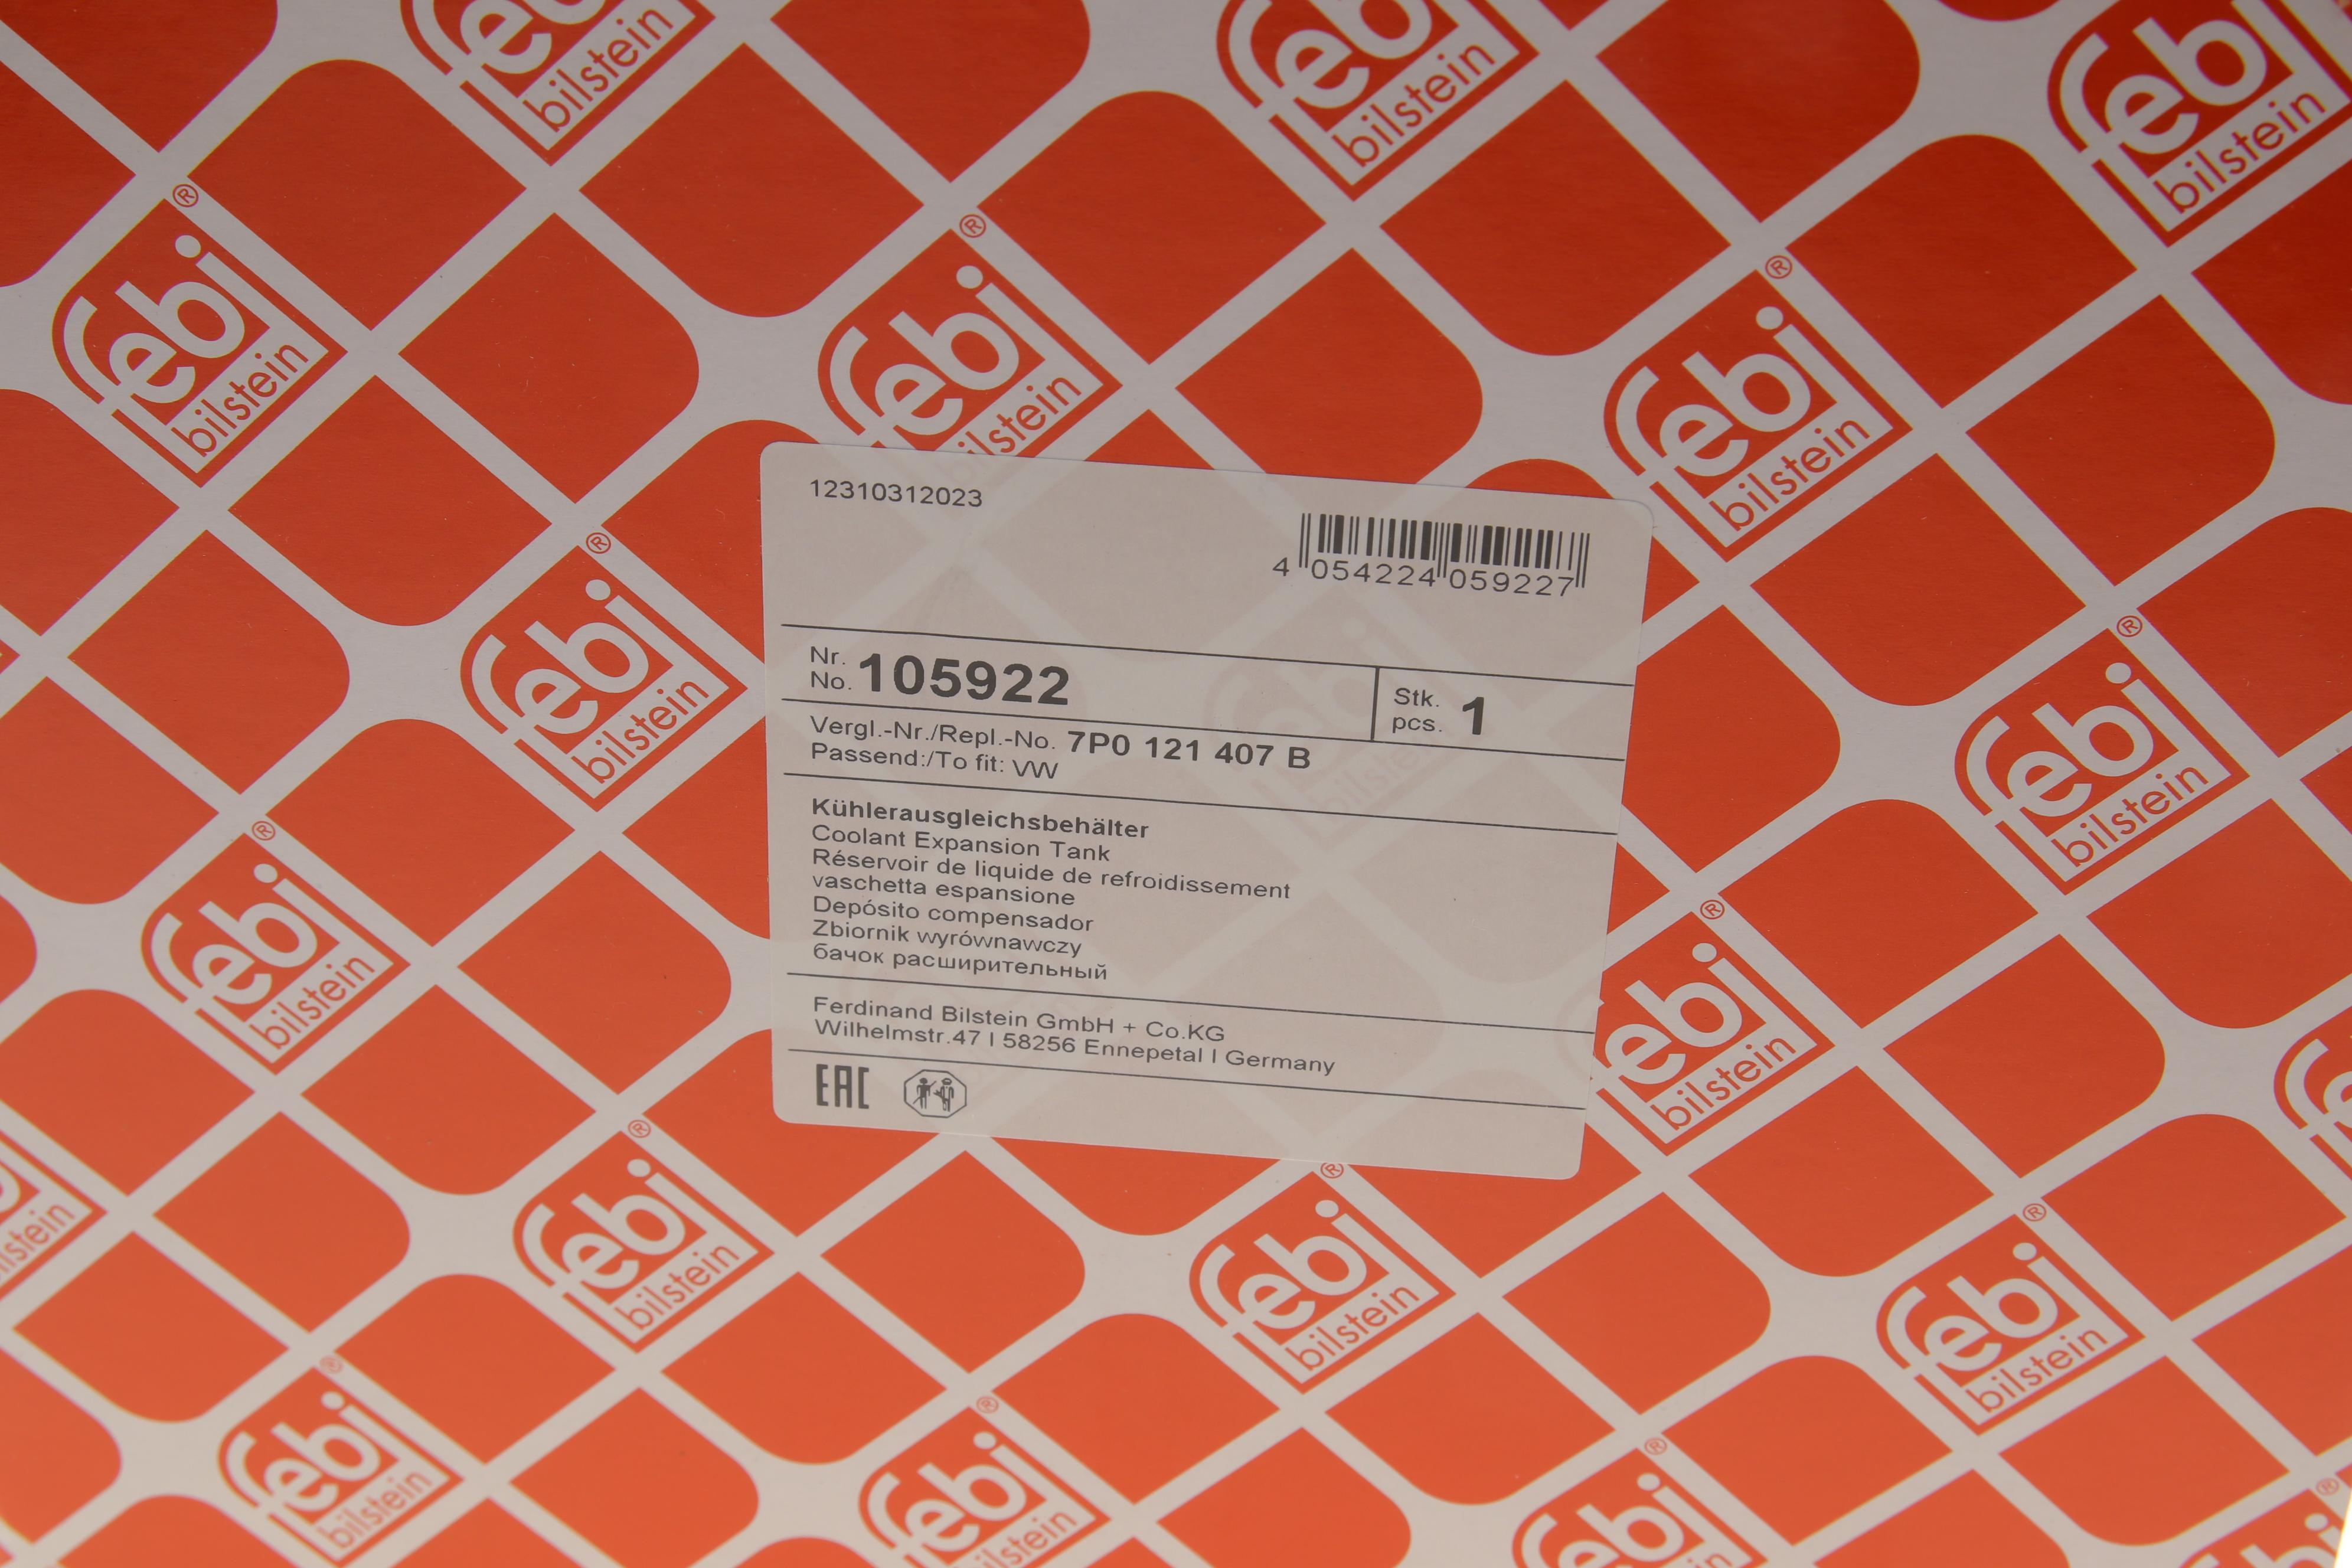 febi
bilstein
®
12310312023
4 054224 059227
Nr.
No. 105922
Stk.
pcs. 1
Vergl.-Nr./Repl.-No. 7P0 121 407 B
Passend:/To fit: VW
Kühlerausgleichsbehälter
Coolant Expansion Tank
Réservoir de liquide de refroidissement
vaschetta espansione
Depósito compensador
Zbiornik wyrównawczy
бачок расширительный
Ferdinand Bilstein GmbH + Co.KG
Wilhelmstr.47 I 58256 Ennepetal I Germany
EAC